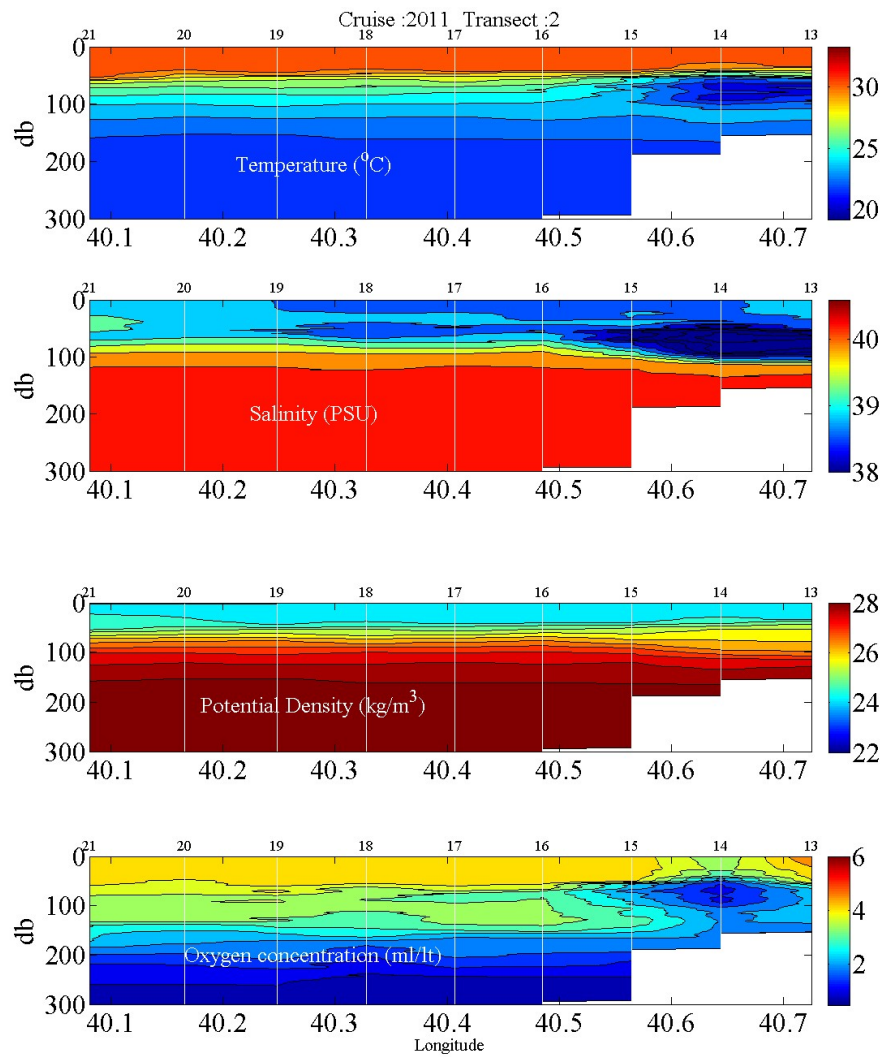 Cruise :2011 Transect :2
21 20 19 18 17 16 15 14 13
0
100
200
300
db
Temperature (°C)
30
25
20
40.1 40.2 40.3 40.4 40.5 40.6 40.7
21 20 19 18 17 16 15 14 13
0
100
200
300
db
Salinity (PSU)
40
39
38
40.1 40.2 40.3 40.4 40.5 40.6 40.7
21 20 19 18 17 16 15 14 13
0
100
200
300
db
Potential Density (kg/m³)
28
26
24
22
40.1 40.2 40.3 40.4 40.5 40.6 40.7
21 20 19 18 17 16 15 14 13
0
100
200
300
db
Oxygen concentration (ml/lt)
6
4
2
40.1 40.2 40.3 40.4 40.5 40.6 40.7
Longitude